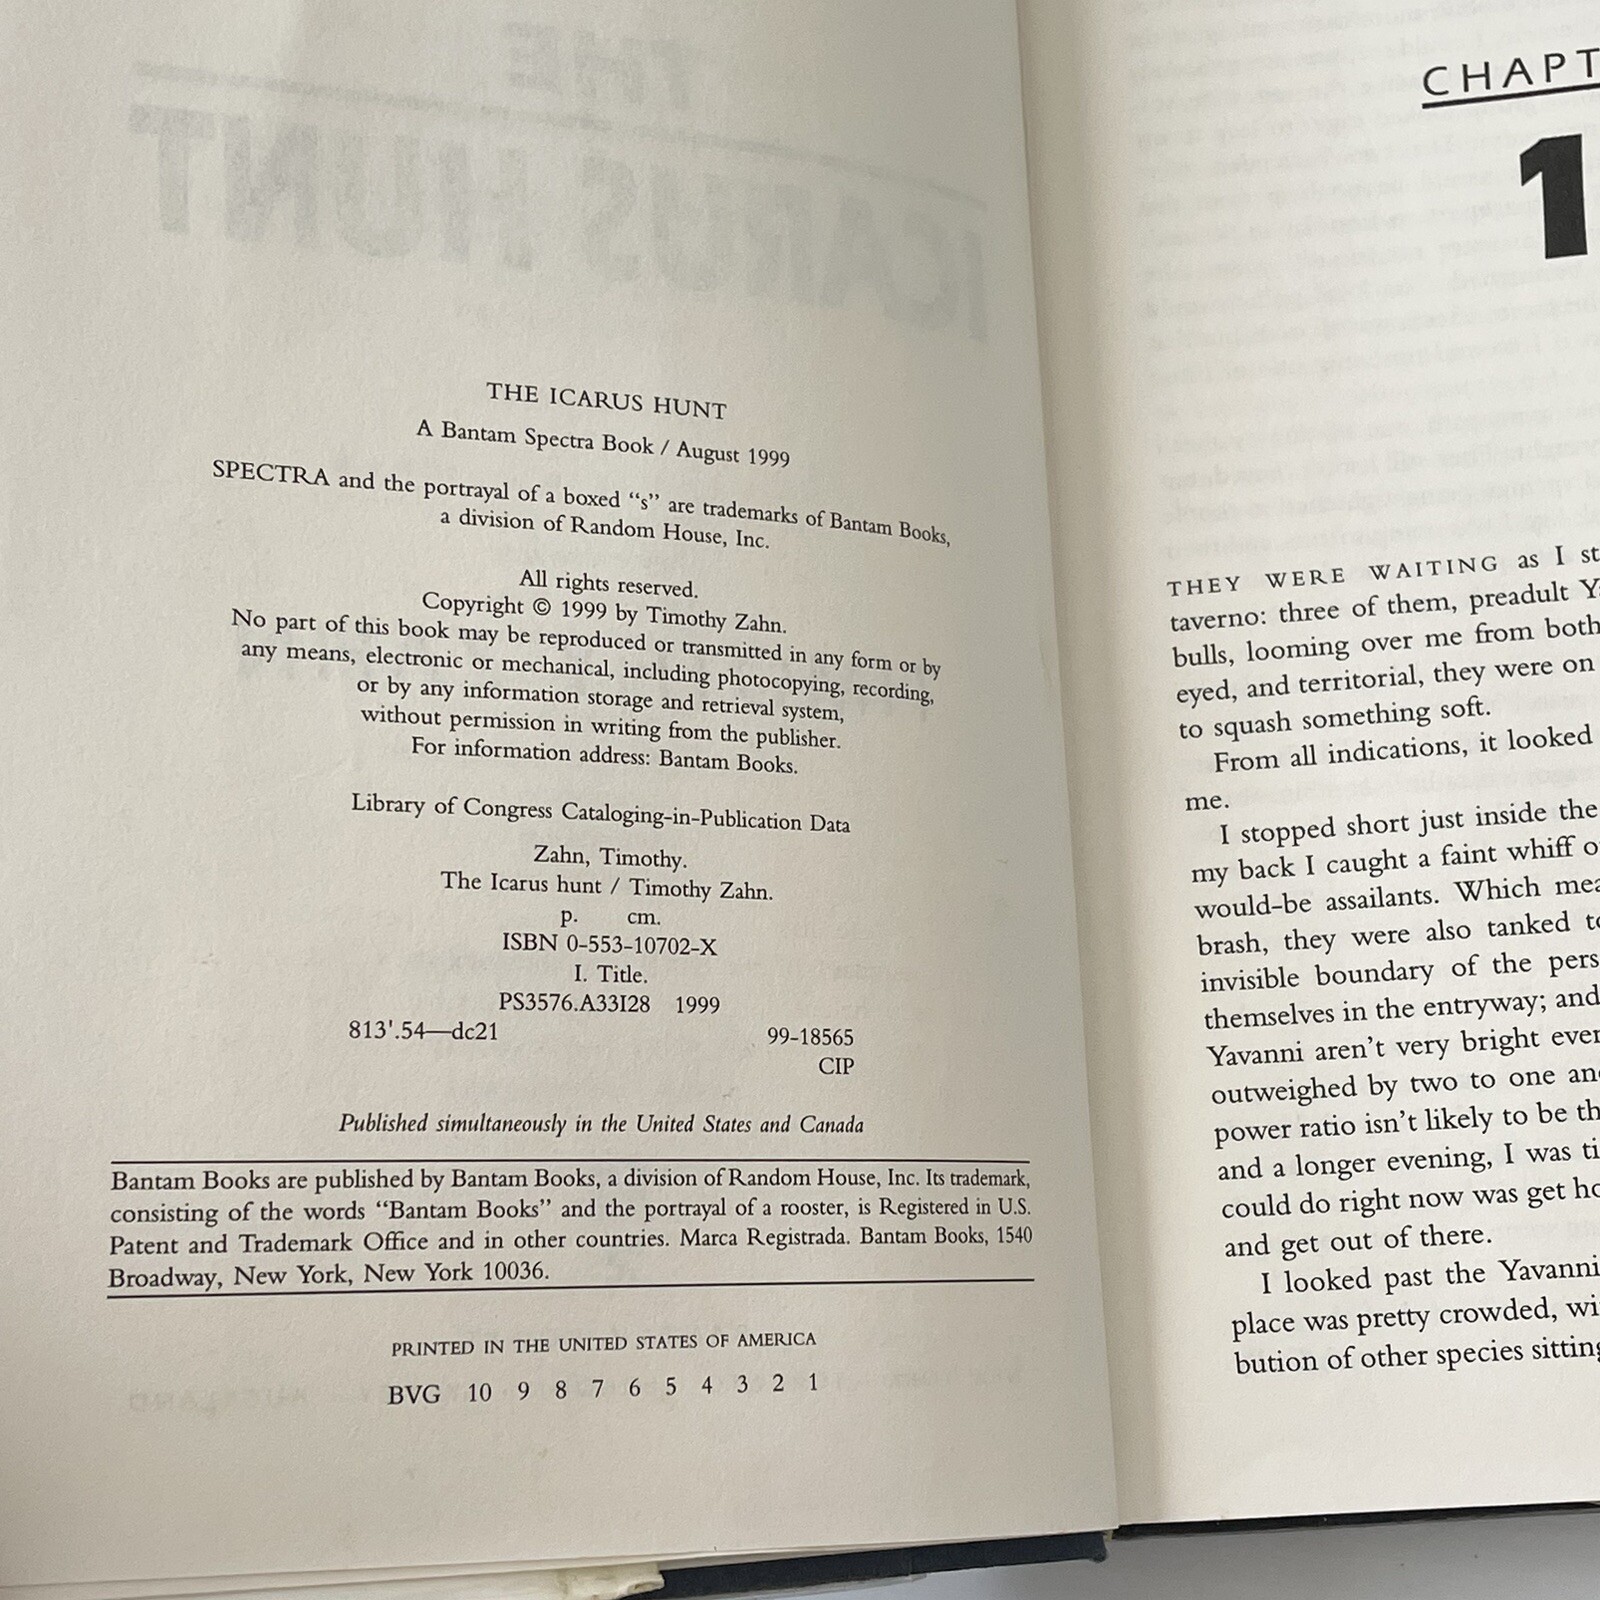 THE
ICARUS HUNT
THE ICARUS HUNT
A Bantam Spectra Book / August 1999
SPECTRA and the portrayal of a boxed “s” are trademarks of Bantam Books,
a division of Random House, Inc.
All rights reserved.
Copyright © 1999 by Timothy Zahn.
No part of this book may be reproduced or transmitted in any form or by
any means, electronic or mechanical, including photocopying, recording,
or by any information storage and retrieval system,
without permission in writing from the publisher.
For information address: Bantam Books.
Library of Congress Cataloging-in-Publication Data
Zahn, Timothy.
The Icarus hunt / Timothy Zahn.
p. cm.
ISBN 0-553-10702-X
I. Title.
PS3576.A33I28 1999
813'.54—dc21 99-18565
CIP
Published simultaneously in the United States and Canada
Bantam Books are published by Bantam Books, a division of Random House, Inc. Its trademark,
consisting of the words “Bantam Books” and the portrayal of a rooster, is Registered in U.S.
Patent and Trademark Office and in other countries. Marca Registrada. Bantam Books, 1540
Broadway, New York, New York 10036.
PRINTED IN THE UNITED STATES OF AMERICA
BVG 10 9 8 7 6 5 4 3 2 1
CHAPT
1
THEY WERE WAITING as I st
taverno: three of them, preadult Ya
bulls, looming over me from both
eyed, and territorial, they were on
to squash something soft.
From all indications, it looked
me.
I stopped short just inside the
my back I caught a faint whiff o
would-be assailants. Which mea
brash, they were also tanked to
invisible boundary of the pers
themselves in the entryway; and
Yavanni aren’t very bright ever
outweighed by two to one and
power ratio isn’t likely to be th
and a longer evening, I was ti
could do right now was get ho
and get out of there.
I looked past the Yavanni
place was pretty crowded, wi
bution of other species sitting